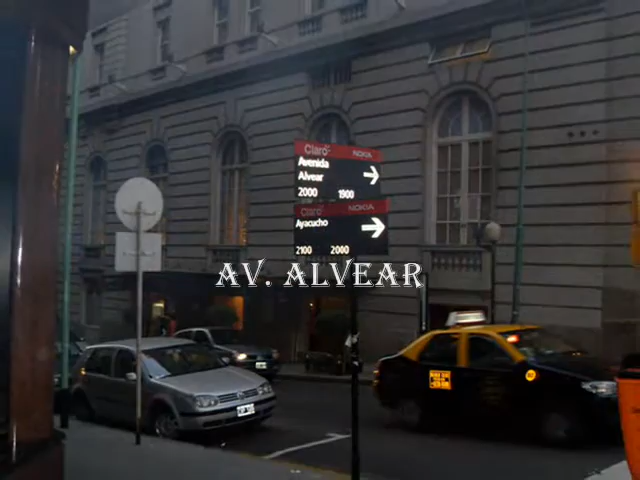 Claro NOKIA
Avenida
Alvear
2000 1900
Claro NOKIA
Ayacucho
2100 2000
AV. ALVEAR